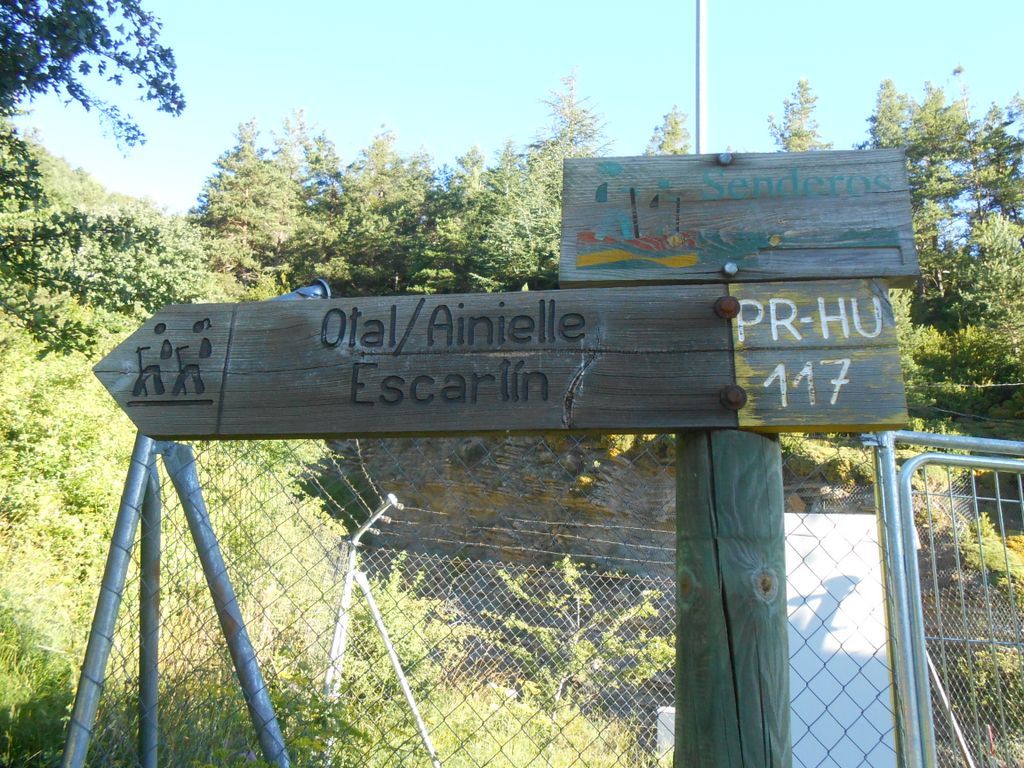 Senderos
Otal/Ainielle
Escartín
PR-HU
117